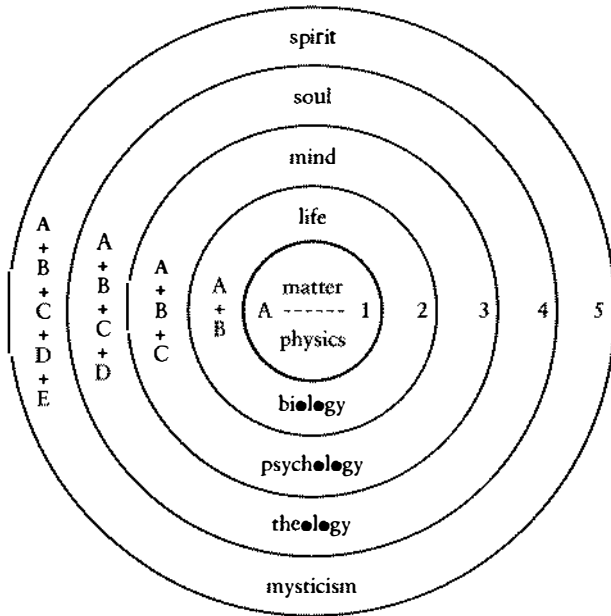 spirit
soul
mind
life
matter
physics
biology
psychology
theology
mysticism
A
+
B
+
C
+
D
+
E
A
+
B
+
C
+
D
A
+
B
+
C
A
+
B
A ------ 1 2 3 4 5